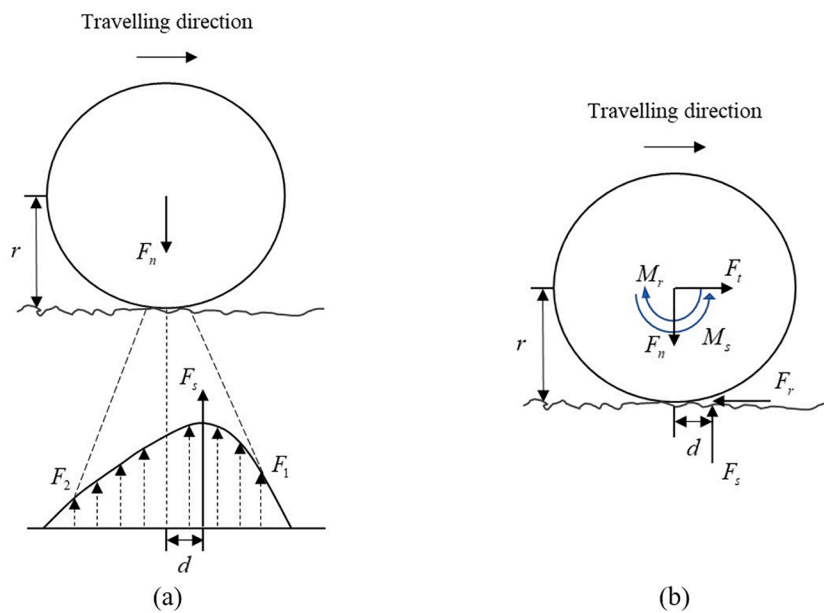 Travelling direction
r
F_n
F_s
F_2
F_1
d
(a)
Travelling direction
M_r
F_t
r
F_n
M_s
F_r
d
F_s
(b)